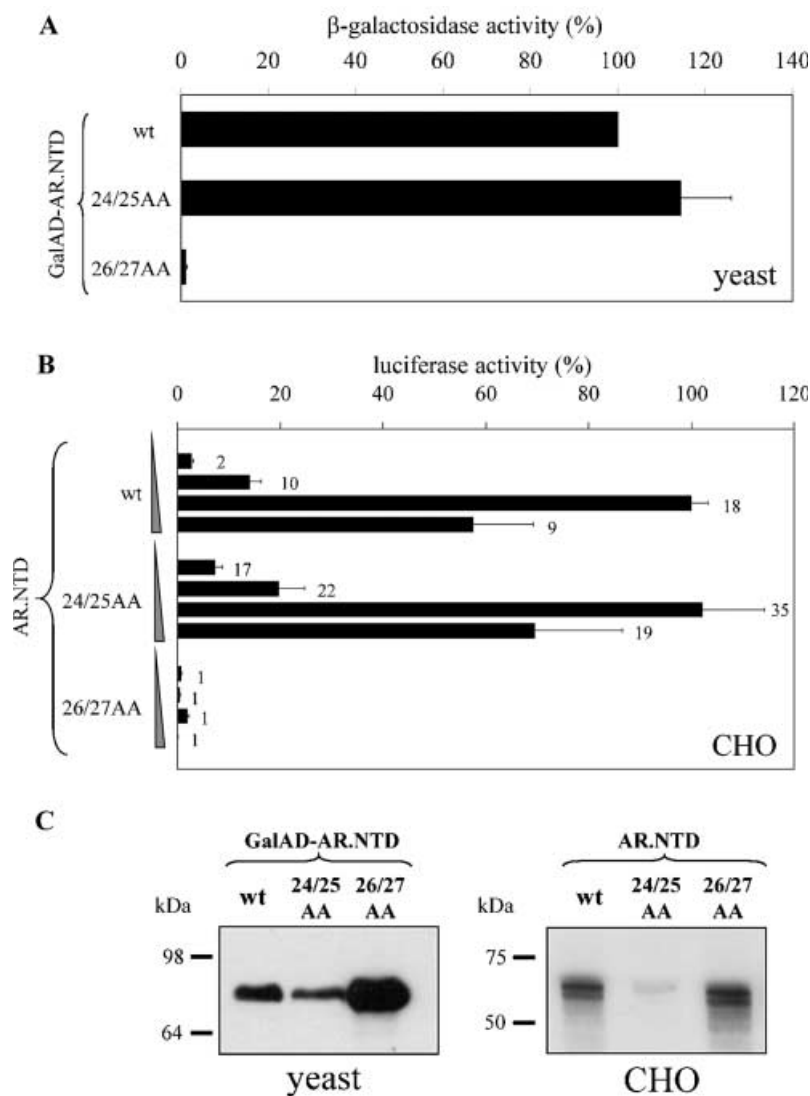 A
β-galactosidase activity (%)
0 20 40 60 80 100 120 140
GalAD-AR.NTD
wt
24/25AA
26/27AA
yeast
B
luciferase activity (%)
0 20 40 60 80 100 120
AR.NTD
wt
2
10
18
9
24/25AA
17
22
35
19
26/27AA
1
1
1
1
CHO
C
GalAD-AR.NTD
wt 24/25 AA 26/27 AA
kDa
98
64
yeast
AR.NTD
wt 24/25 AA 26/27 AA
kDa
75
50
CHO